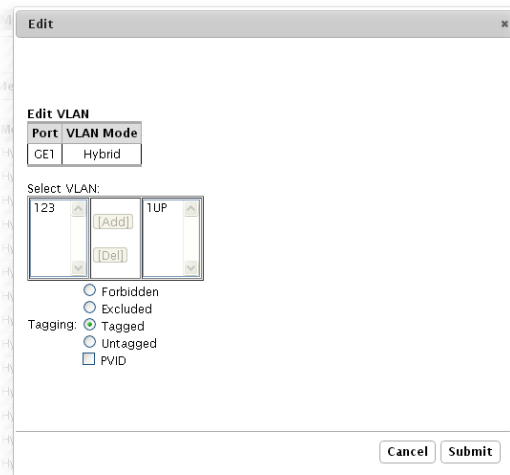 Edit
Edit VLAN
Port VLAN Mode
GE1 Hybrid
Select VLAN:
123 [Add] 1UP
[Del]
Forbidden
Excluded
Tagging: Tagged
Untagged
PVID
Cancel Submit